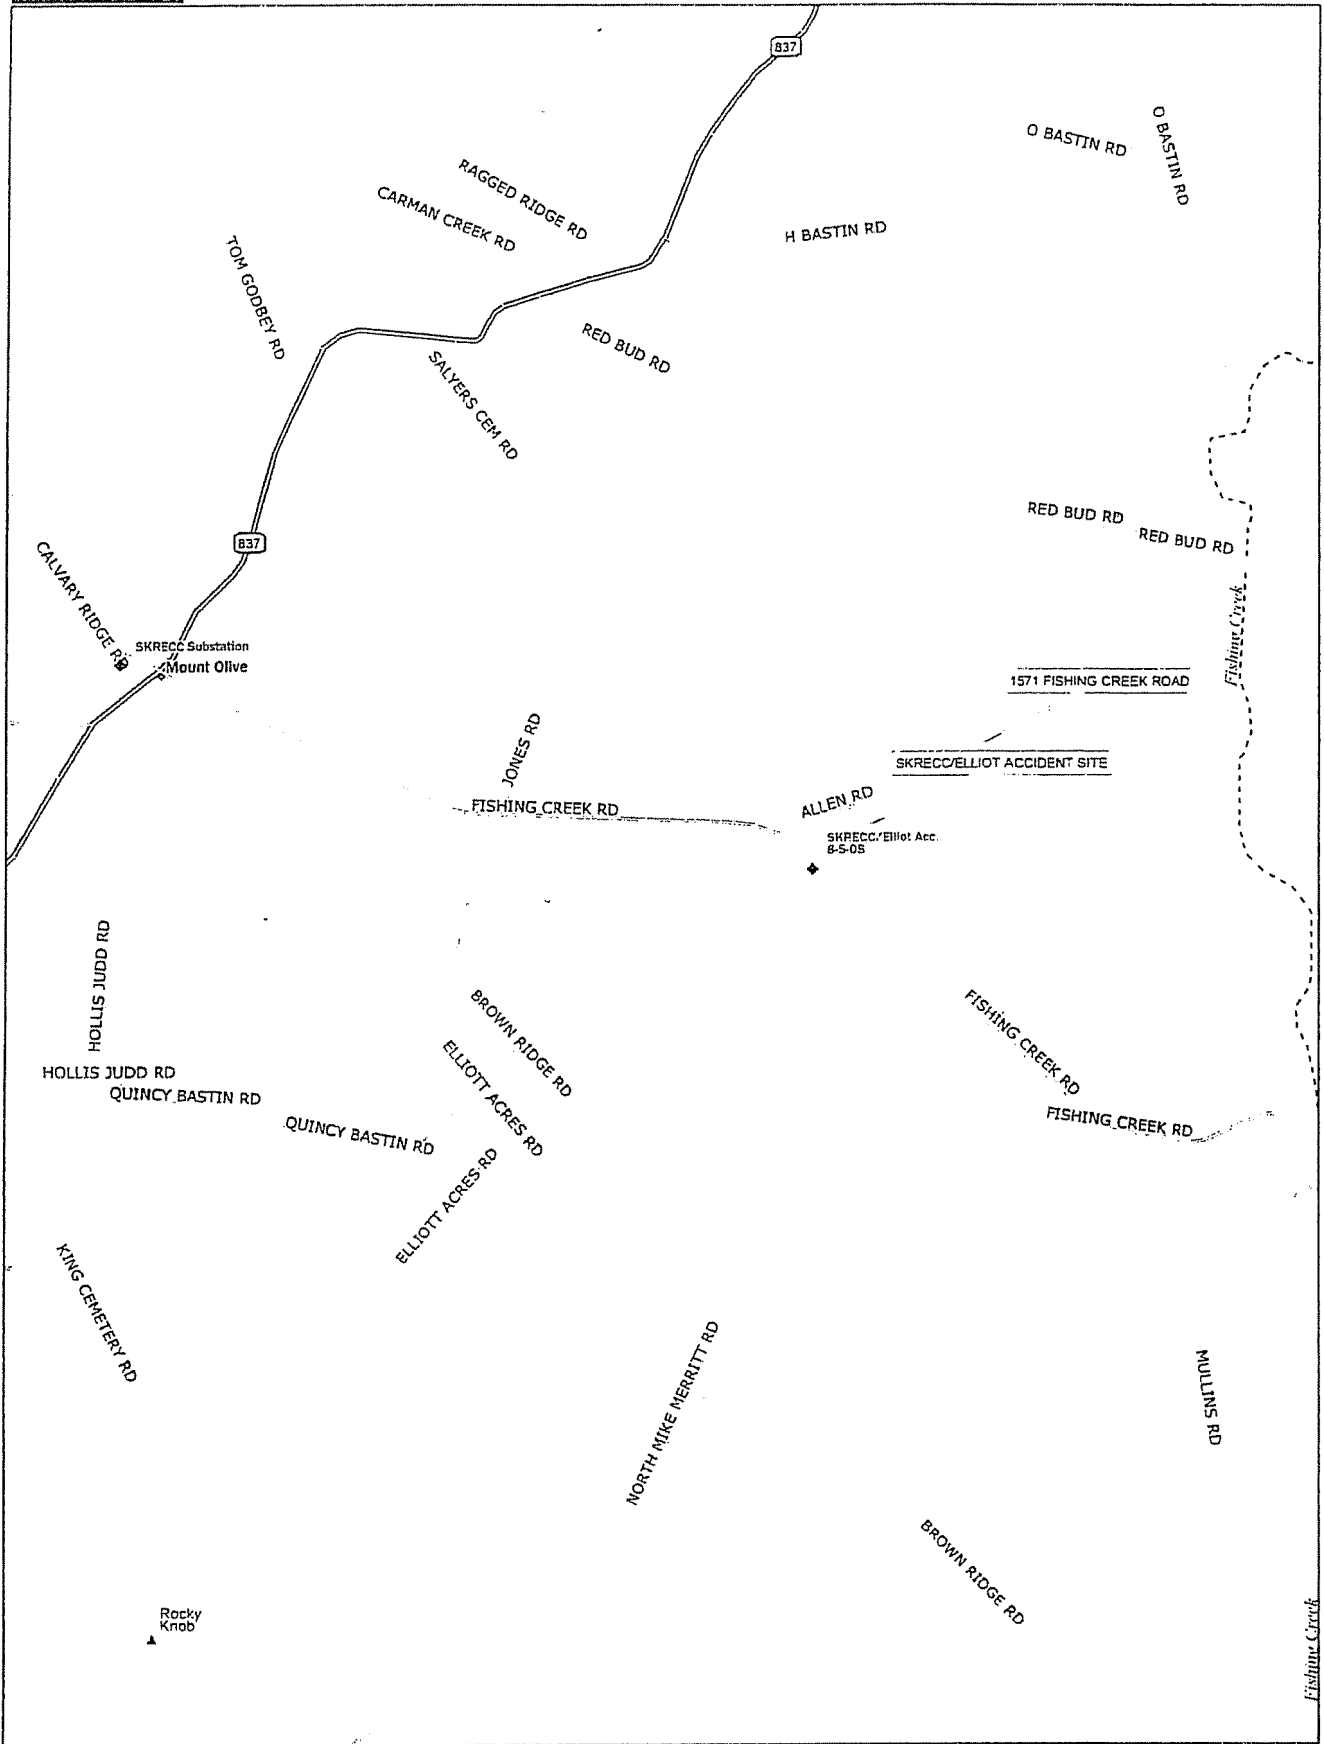 837
O BASTIN RD
O BASTIN RD
RAGGED RIDGE RD
CARMAN CREEK RD
H BASTIN RD
TOM GODBEY RD
RED BUD RD
SALYERS CEM RD
RED BUD RD
RED BUD RD
837
CALVARY RIDGE RD
SKRECC Substation
Mount Olive
Fishing Creek
1571 FISHING CREEK ROAD
JONES RD
SKRECC/ELLIOT ACCIDENT SITE
FISHING CREEK RD
ALLEN RD
SKRECC/Elliot Acc.
8-5-05
HOLLIS JUDD RD
BROWN RIDGE RD
FISHING CREEK RD
ELLIOTT ACRES RD
HOLLIS JUDD RD
QUINCY BASTIN RD
FISHING CREEK RD
QUINCY BASTIN RD
ELLIOTT ACRES RD
KING CEMETERY RD
NORTH MIKE MERRITT RD
MULLINS RD
BROWN RIDGE RD
Rocky
Knob
Fishing Creek